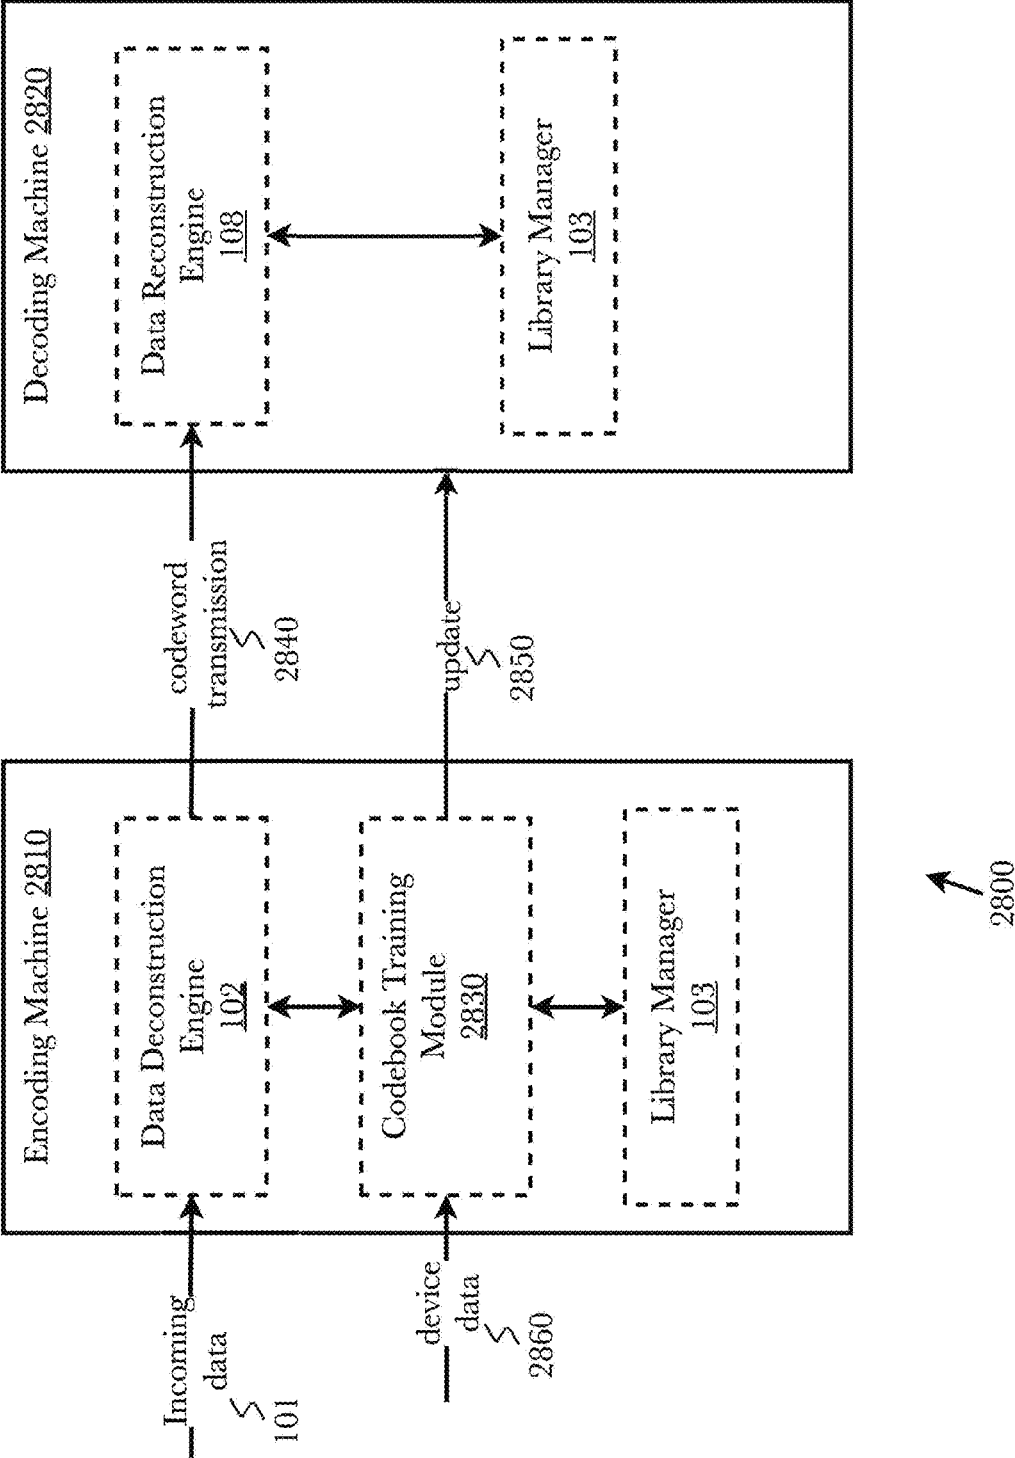 Encoding Machine 2810
Incoming
data
101
Data Deconstruction
Engine
102
device
data
2860
Codebook Training
Module
2830
Library Manager
103
codeword
transmission
2840
update
2850
Decoding Machine 2820
Data Reconstruction
Engine
108
Library Manager
103
2800